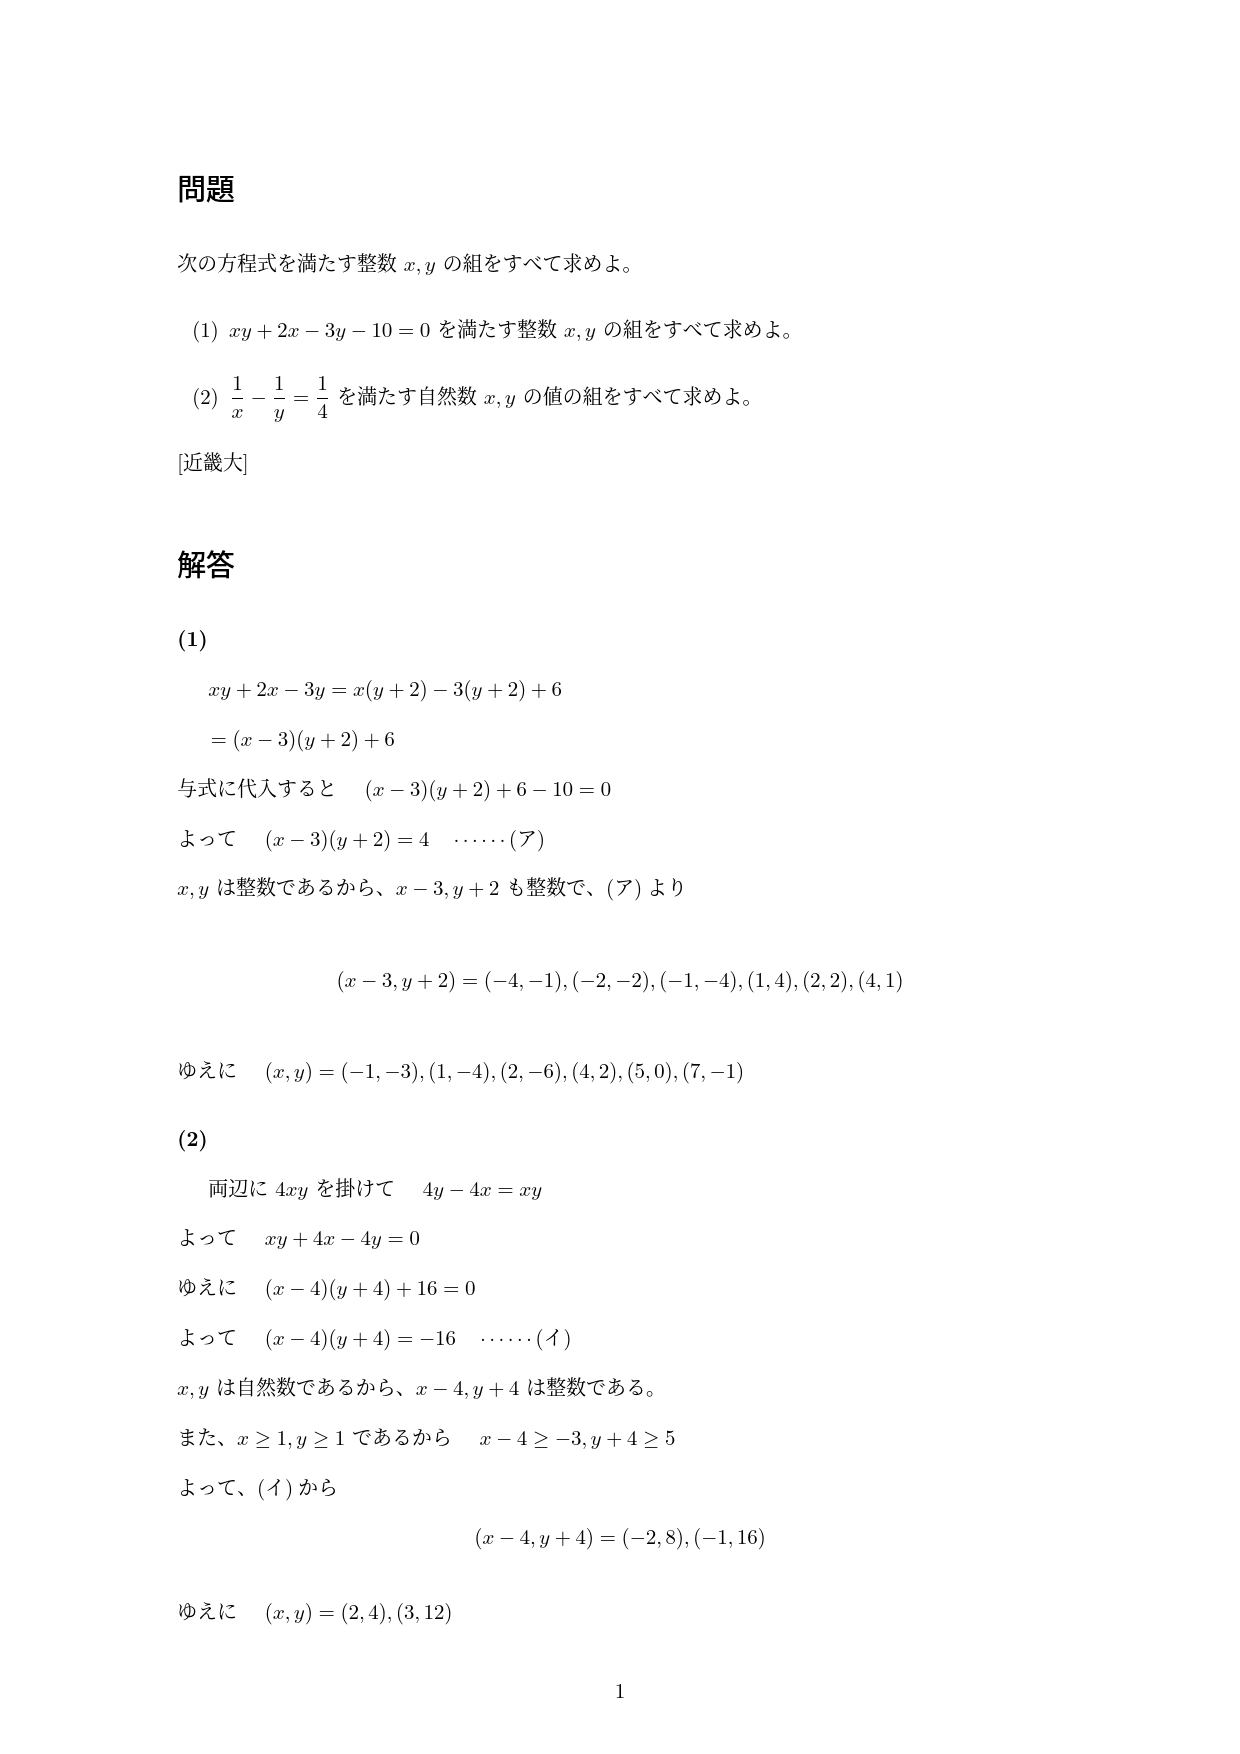 問題
次の方程式を満たす整数 x, y の組をすべて求めよ。
(1) xy + 2x − 3y − 10 = 0 を満たす整数 x, y の組をすべて求めよ。
(2) 1/x − 1/y = 1/4 を満たす自然数 x, y の値の組をすべて求めよ。
[近畿大]
解答
(1)
xy + 2x − 3y = x(y + 2) − 3(y + 2) + 6
= (x − 3)(y + 2) + 6
与式に代入すると (x − 3)(y + 2) + 6 − 10 = 0
よって (x − 3)(y + 2) = 4 ⋯⋯(ア)
x, y は整数であるから、x − 3, y + 2 も整数で、(ア) より
(x − 3, y + 2) = (−4, −1), (−2, −2), (−1, −4), (1, 4), (2, 2), (4, 1)
ゆえに (x, y) = (−1, −3), (1, −4), (2, −6), (4, 2), (5, 0), (7, −1)
(2)
両辺に 4xy を掛けて 4y − 4x = xy
よって xy + 4x − 4y = 0
ゆえに (x − 4)(y + 4) + 16 = 0
よって (x − 4)(y + 4) = −16 ⋯⋯(イ)
x, y は自然数であるから、x − 4, y + 4 は整数である。
また、x ≥ 1, y ≥ 1 であるから x − 4 ≥ −3, y + 4 ≥ 5
よって、(イ) から
(x − 4, y + 4) = (−2, 8), (−1, 16)
ゆえに (x, y) = (2, 4), (3, 12)
1